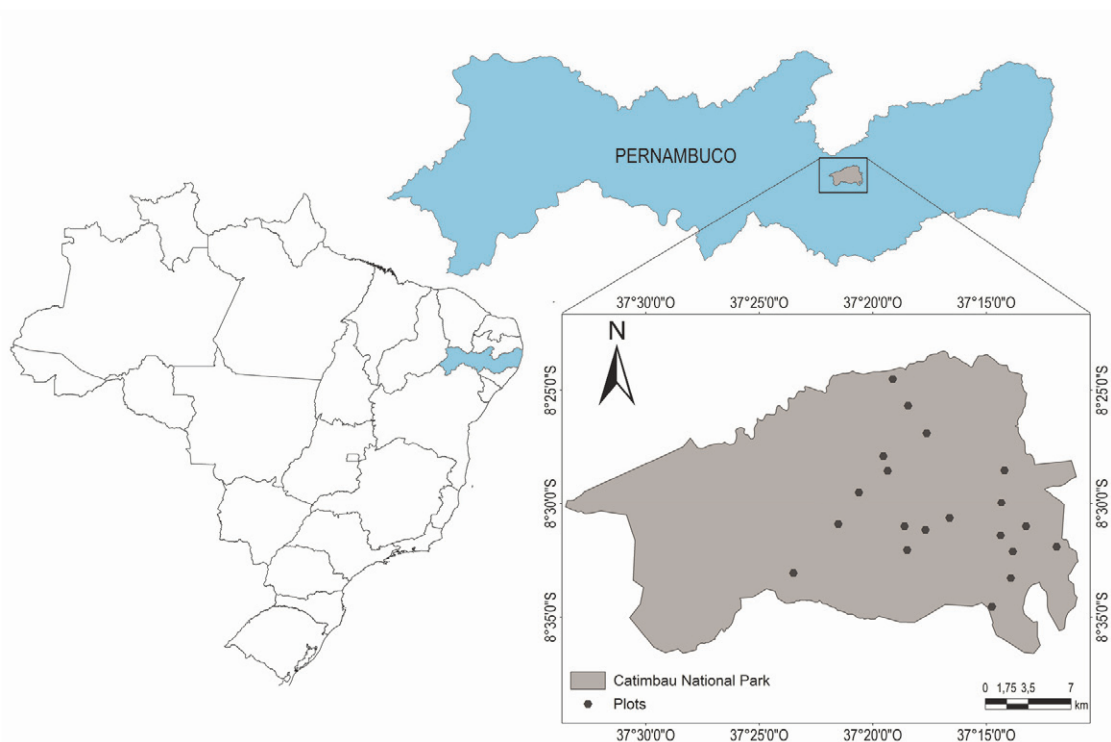 PERNAMBUCO
37°30'0"O 37°25'0"O 37°20'0"O 37°15'0"O
N
8°25'0"S 8°25'0"S
8°30'0"S 8°30'0"S
8°35'0"S 8°35'0"S
Catimbau National Park
Plots
0 1,75 3,5 7
km
37°30'0"O 37°25'0"O 37°20'0"O 37°15'0"O